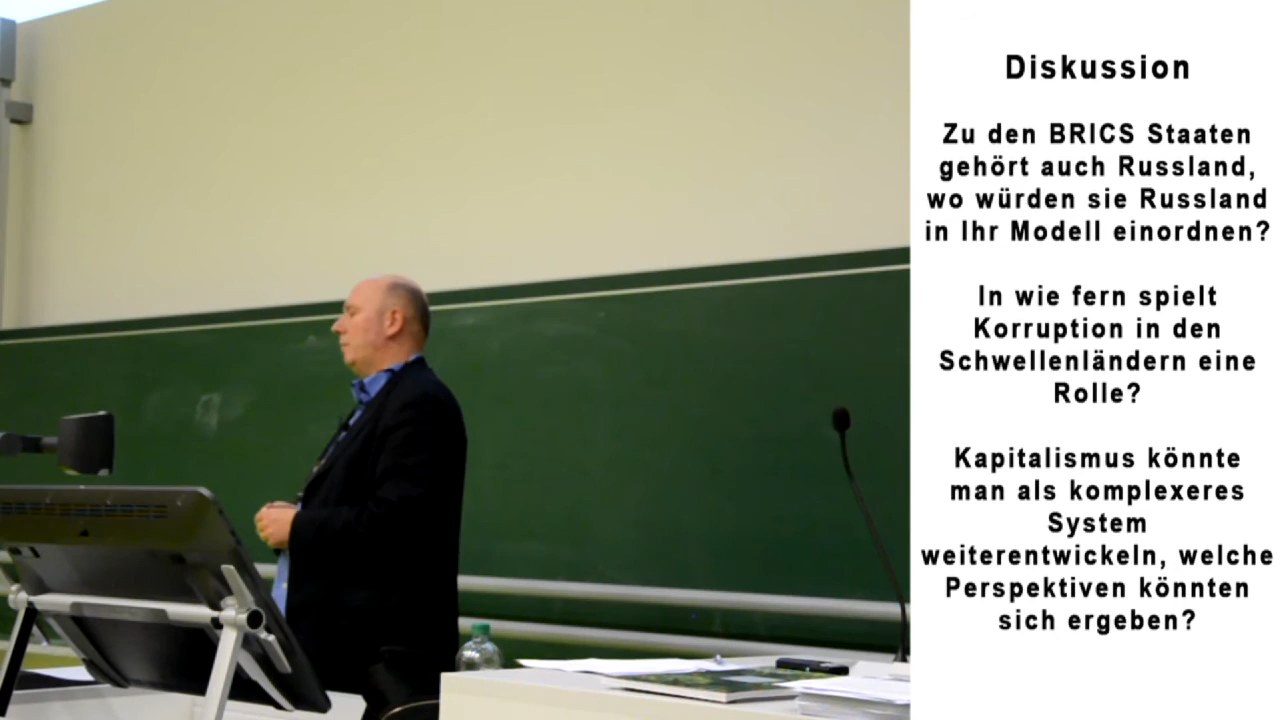 Diskussion
Zu den BRICS Staaten
gehört auch Russland,
wo würden sie Russland
in Ihr Modell einordnen?
In wie fern spielt
Korruption in den
Schwellenländern eine
Rolle?
Kapitalismus könnte
man als komplexeres
System
weiterentwickeln, welche
Perspektiven könnten
sich ergeben?